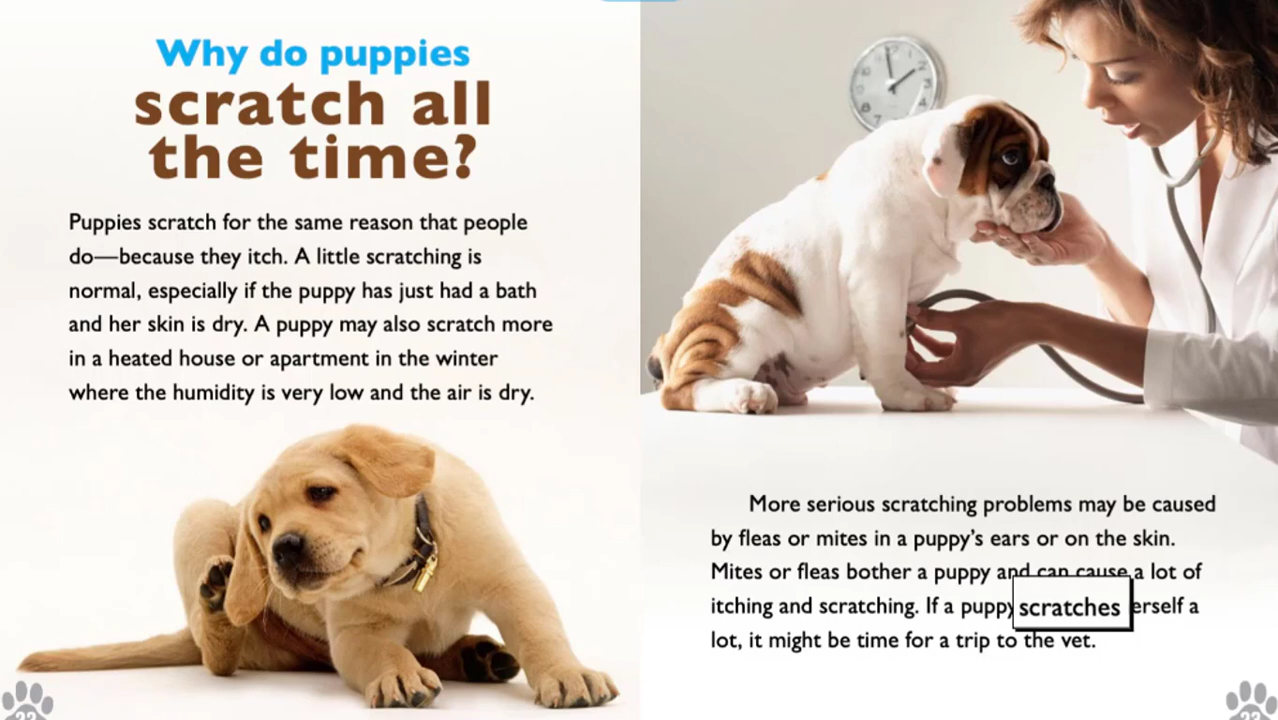 Why do puppies
scratch all
the time?
Puppies scratch for the same reason that people
do—because they itch. A little scratching is
normal, especially if the puppy has just had a bath
and her skin is dry. A puppy may also scratch more
in a heated house or apartment in the winter
where the humidity is very low and the air is dry.
More serious scratching problems may be caused
by fleas or mites in a puppy's ears or on the skin.
Mites or fleas bother a puppy and can cause a lot of
itching and scratching. If a puppy scratches erself a
lot, it might be time for a trip to the vet.